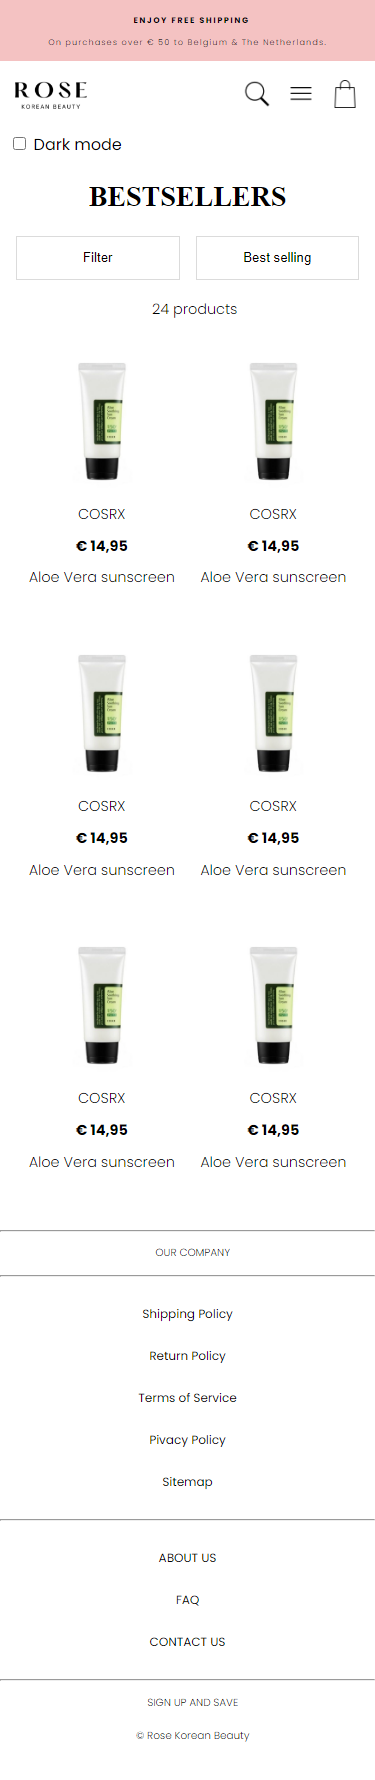 ENJOY FREE SHIPPING
On purchases over € 50 to Belgium & The Netherlands.
ROSE
KOREAN BEAUTY
Dark mode
BESTSELLERS
Filter
Best selling
24 products
COSRX
€ 14,95
Aloe Vera sunscreen
COSRX
€ 14,95
Aloe Vera sunscreen
COSRX
€ 14,95
Aloe Vera sunscreen
COSRX
€ 14,95
Aloe Vera sunscreen
COSRX
€ 14,95
Aloe Vera sunscreen
COSRX
€ 14,95
Aloe Vera sunscreen
OUR COMPANY
Shipping Policy
Return Policy
Terms of Service
Pivacy Policy
Sitemap
ABOUT US
FAQ
CONTACT US
SIGN UP AND SAVE
© Rose Korean Beauty